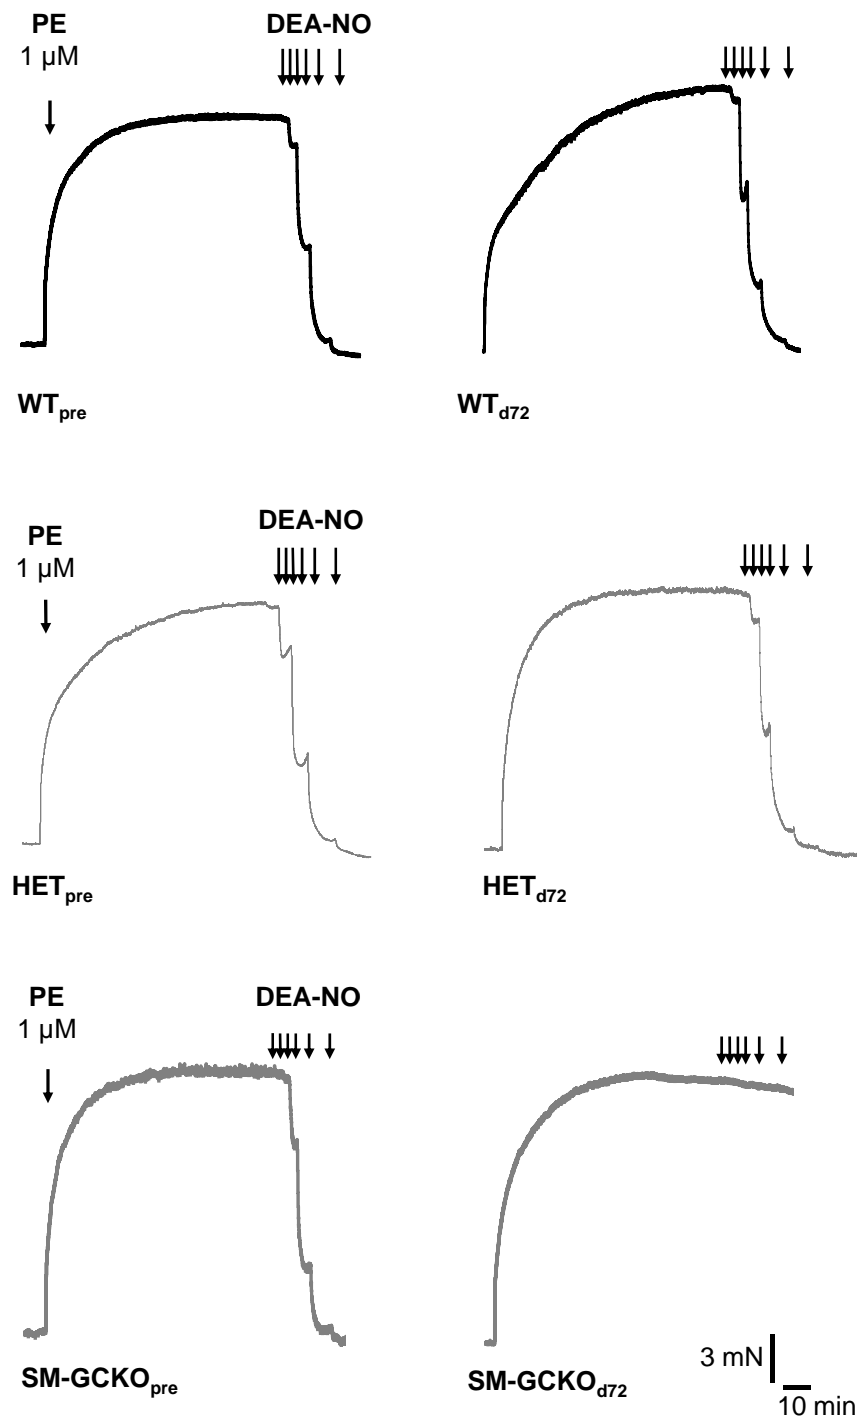 PE DEA-NO
1 µM
WTpre WTd72
DEA-NO
PE
1 µM
HETpre HETd72
PE DEA-NO
1 µM
3 mN
SM-GCKOpre SM-GCKOd72
10 min